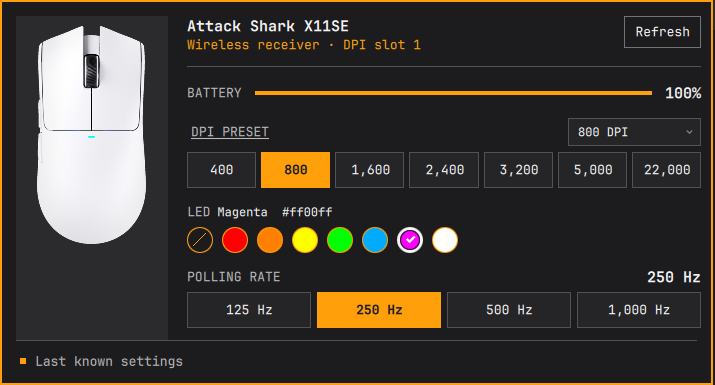 Attack Shark X11SE
Wireless receiver · DPI slot 1
Refresh
BATTERY 100%
DPI PRESET 800 DPI
400 800 1,600 2,400 3,200 5,000 22,000
LED Magenta #ff00ff
POLLING RATE 250 Hz
125 Hz 250 Hz 500 Hz 1,000 Hz
Last known settings